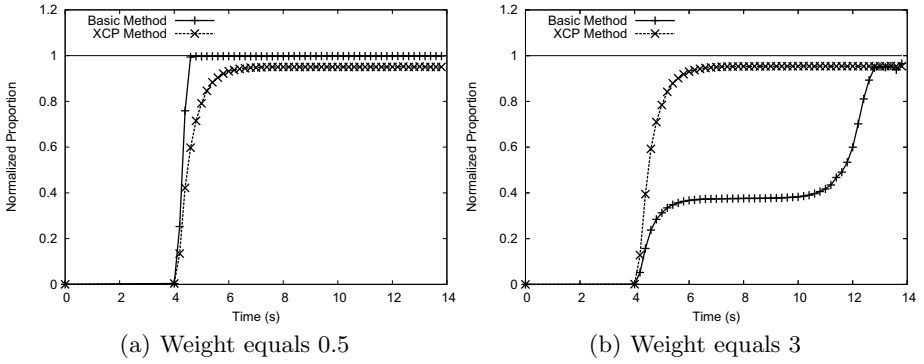 1.2
1
0.8
0.6
0.4
0.2
0
Normalized Proportion
Basic Method
XCP Method
0 2 4 6 8 10 12 14
Time (s)
(a) Weight equals 0.5
1.2
1
0.8
0.6
0.4
0.2
0
Normalized Proportion
Basic Method
XCP Method
0 2 4 6 8 10 12 14
Time (s)
(b) Weight equals 3